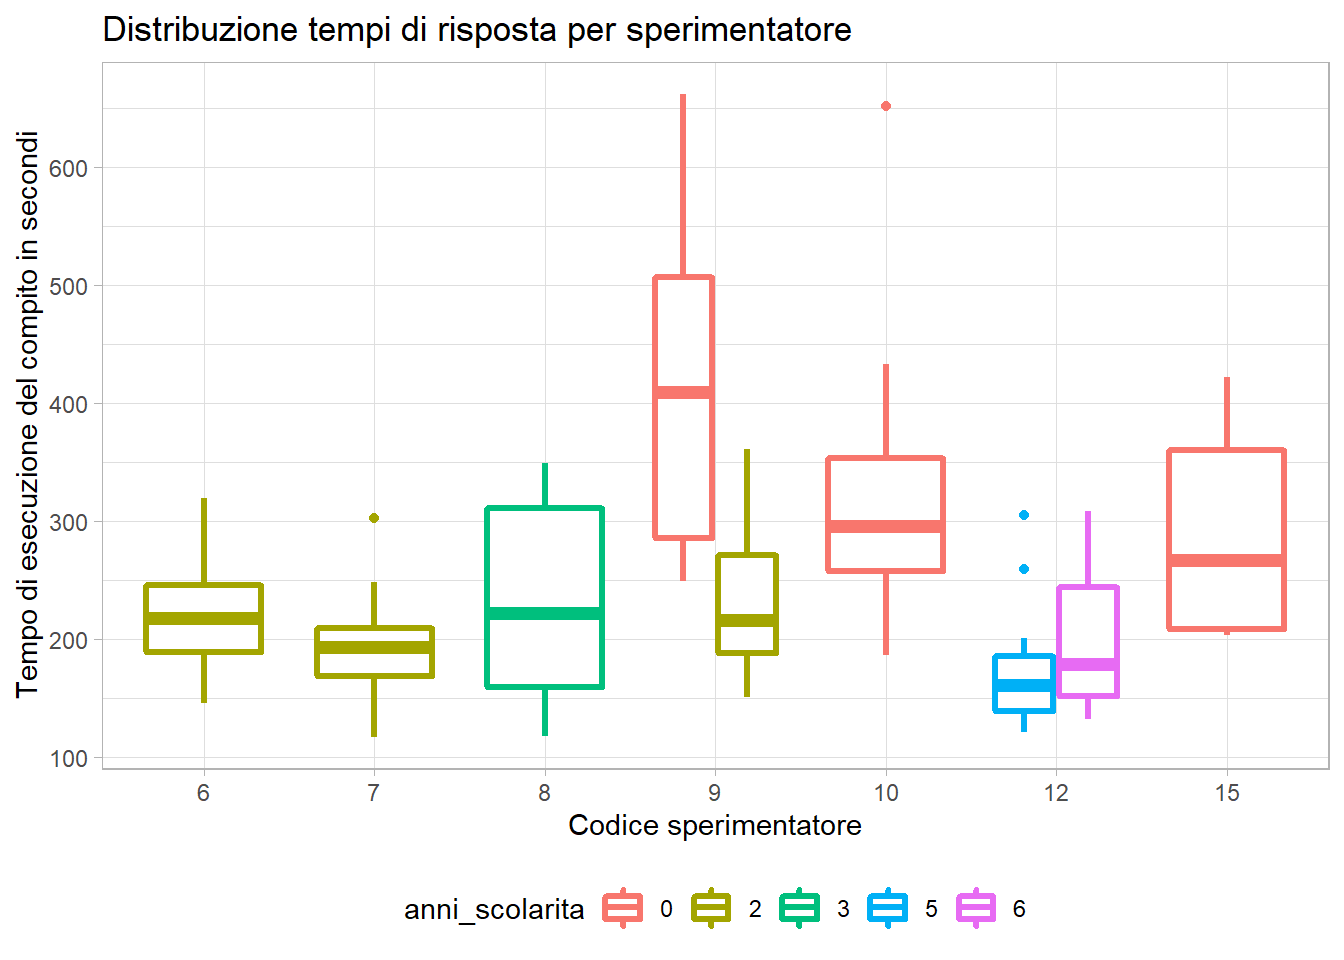 Distribuzione tempi di risposta per sperimentatore
Tempo di esecuzione del compito in secondi
600
500
400
300
200
100
6 7 8 9 10 12 15
Codice sperimentatore
anni_scolarita 0 2 3 5 6